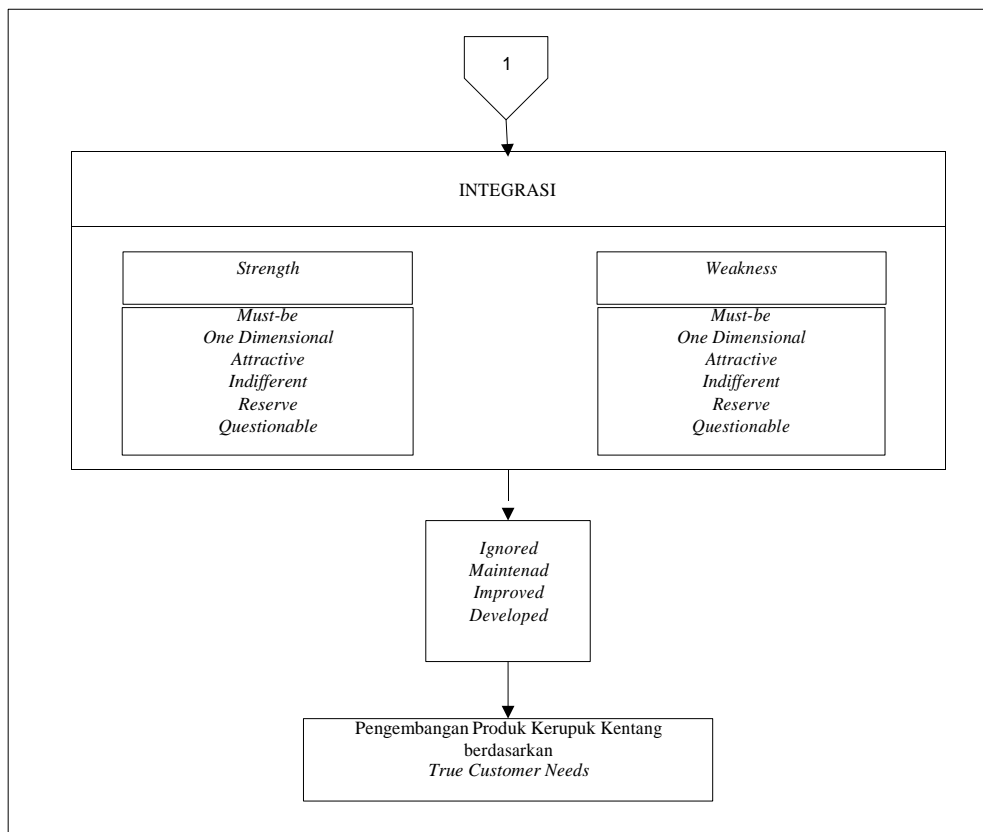 1
INTEGRASI
Strength
Must-be
One Dimensional
Attractive
Indifferent
Reserve
Questionable
Weakness
Must-be
One Dimensional
Attractive
Indifferent
Reserve
Questionable
Ignored
Maintenad
Improved
Developed
Pengembangan Produk Kerupuk Kentang
berdasarkan
True Customer Needs